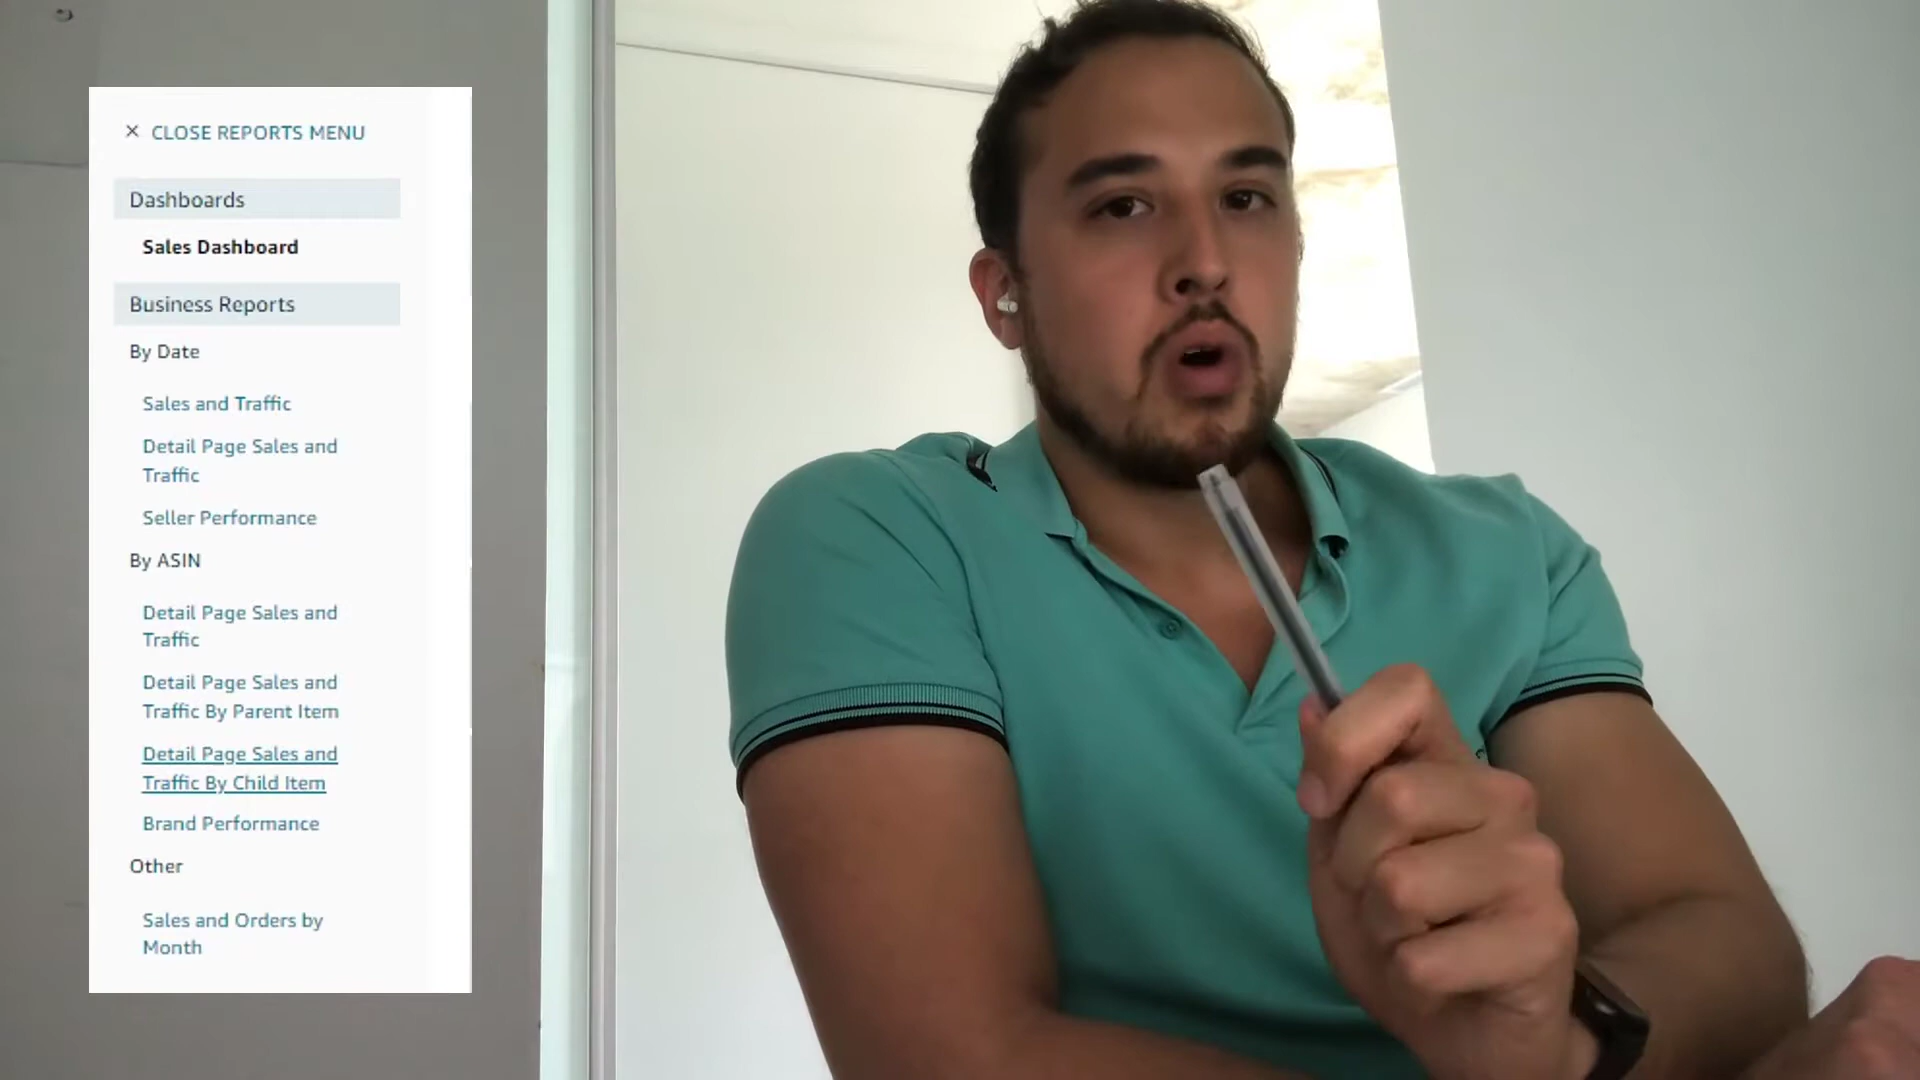 × CLOSE REPORTS MENU
Dashboards
Sales Dashboard
Business Reports
By Date
Sales and Traffic
Detail Page Sales and
Traffic
Seller Performance
By ASIN
Detail Page Sales and
Traffic
Detail Page Sales and
Traffic By Parent Item
Detail Page Sales and
Traffic By Child Item
Brand Performance
Other
Sales and Orders by
Month